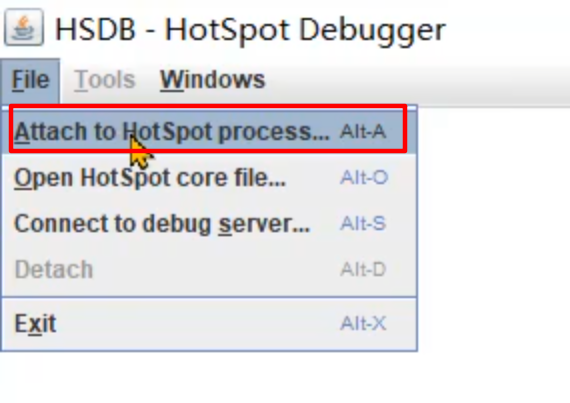 HSDB - HotSpot Debugger
File Tools Windows
Attach to HotSpot process... Alt-A
Open HotSpot core file... Alt-O
Connect to debug server... Alt-S
Detach Alt-D
Exit Alt-X